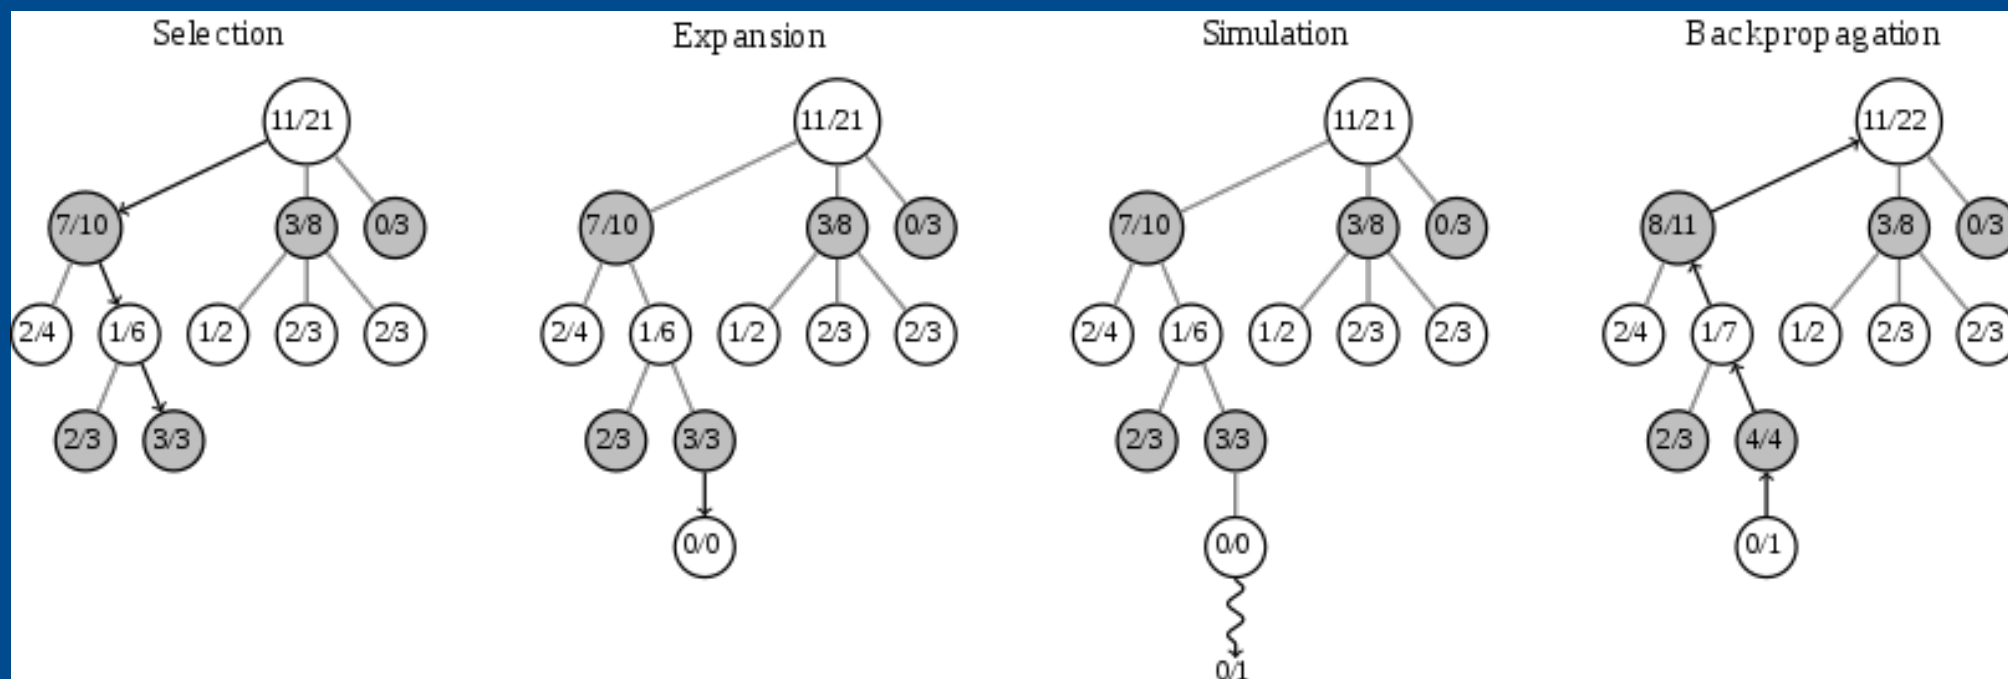 Selection Expansion Simulation Backpropagation
11/21 11/21 11/21 11/22
7/10 3/8 0/3 7/10 3/8 0/3 7/10 3/8 0/3 8/11 3/8 0/3
2/4 1/6 1/2 2/3 2/3 2/4 1/6 1/2 2/3 2/3 2/4 1/6 1/2 2/3 2/3 2/4 1/7 1/2 2/3 2/3
2/3 3/3 2/3 3/3 2/3 3/3 2/3 4/4
0/0 0/0 0/1
0/1